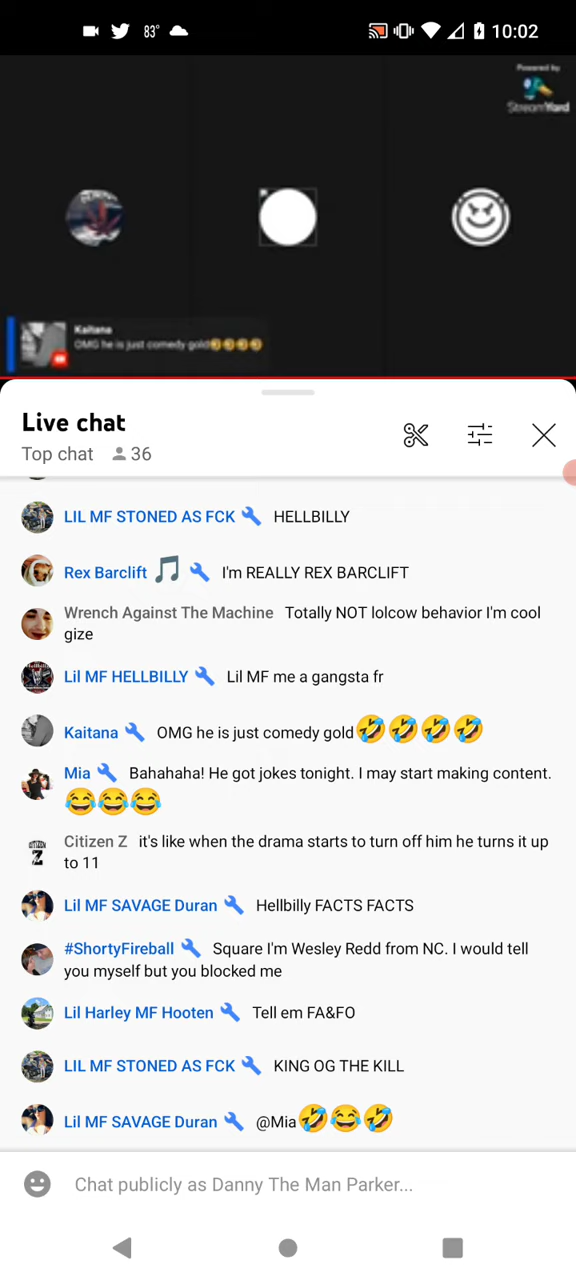 83°
10:02
Powered by
StreamYard
Kaitana
OMG he is just comedy gold🤣🤣🤣🤣
Live chat
Top chat 36
LIL MF STONED AS FCK HELLBILLY
Rex Barclift 🎵 I'm REALLY REX BARCLIFT
Wrench Against The Machine Totally NOT lolcow behavior I'm cool
gize
Lil MF HELLBILLY Lil MF me a gangsta fr
Kaitana OMG he is just comedy gold🤣🤣🤣🤣
Mia Bahahaha! He got jokes tonight. I may start making content.
😂😂😂
CITIZEN
Z
Citizen Z it's like when the drama starts to turn off him he turns it up
to 11
Lil MF SAVAGE Duran Hellbilly FACTS FACTS
#ShortyFireball Square I'm Wesley Redd from NC. I would tell
you myself but you blocked me
Lil Harley MF Hooten Tell em FA&FO
LIL MF STONED AS FCK KING OG THE KILL
Lil MF SAVAGE Duran @Mia🤣😂🤣
Chat publicly as Danny The Man Parker...